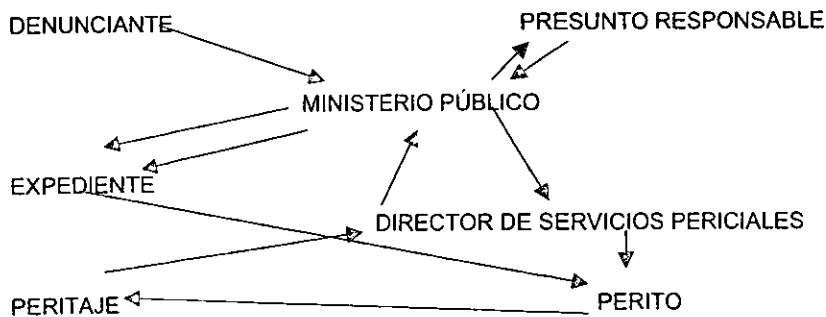 DENUNCIANTE
PRESUNTO RESPONSABLE
MINISTERIO PÚBLICO
EXPEDIENTE
DIRECTOR DE SERVICIOS PERICIALES
PERITAJE
PERITO